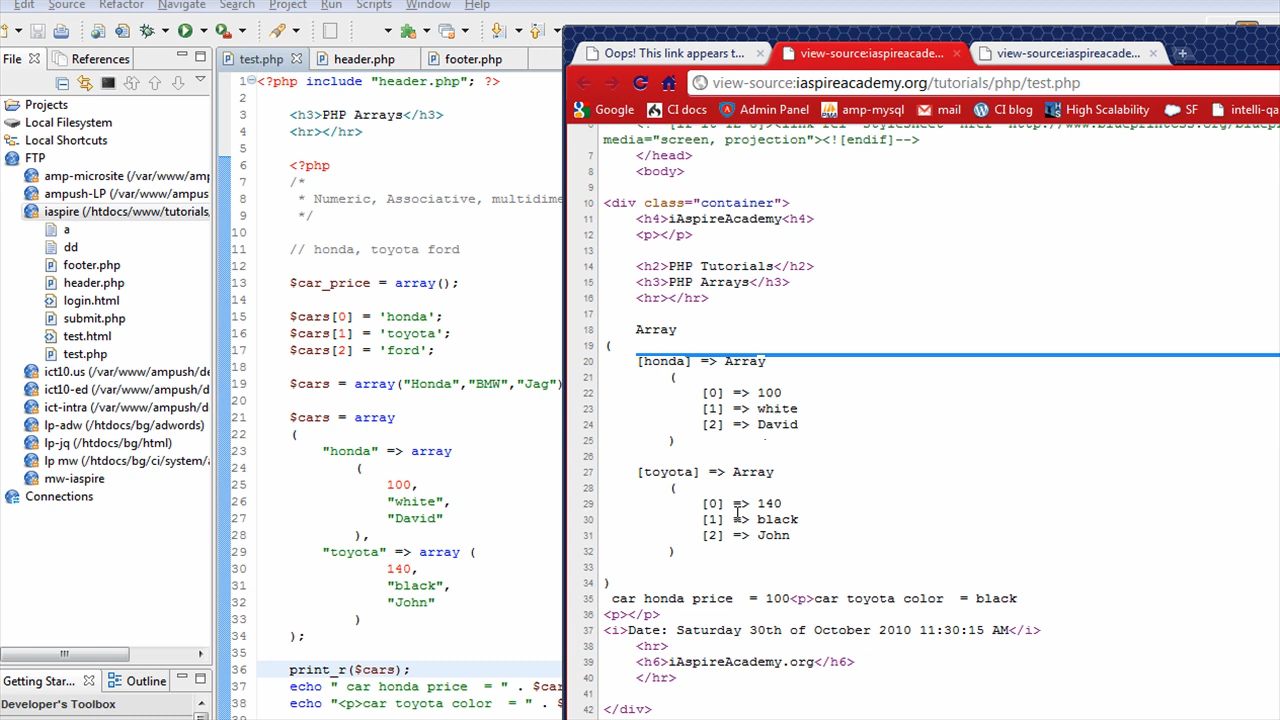 Edit Source Refactor Navigate Search Project Run Scripts Window Help
File References
Projects
Local Filesystem
Local Shortcuts
FTP
amp-microsite (/var/www/amp
ampush-LP (/var/www/ampus
iaspire (/htdocs/www/tutorials,
a
dd
footer.php
header.php
login.html
submit.php
test.html
test.php
ict10.us (/var/www/ampush/d
ict10-ed (/var/www/ampush/d
ict-intra (/var/www/ampush/de
lp-adw (/htdocs/bg/adwords)
lp-jq (/htdocs/bg/html)
lp mw (/htdocs/bg/ci/system/a
mw-iaspire
Connections
Getting Star... Outline
Developer's Toolbox
test.php header.php footer.php
1 <?php include "header.php"; ?>
2
3 <h3>PHP Arrays</h3>
4 <hr></hr>
5
6 <?php
7 /*
8 * Numeric, Associative, multidime
9 */
10
11 // honda, toyota ford
12
13 $car_price = array();
14
15 $cars[0] = 'honda';
16 $cars[1] = 'toyota';
17 $cars[2] = 'ford';
18
19 $cars = array("Honda","BMW","Jag")
20
21 $cars = array
22 (
23 "honda" => array
24 (
25 100,
26 "white",
27 "David"
28 ),
29 "toyota" => array (
30 140,
31 "black",
32 "John"
33 )
34 );
35
36 print_r($cars);
37 echo " car honda price = " . $car
38 echo "<p>car toyota color = " . $
Oops! This link appears t... view-source:iaspireacade... view-source:iaspireacade...
view-source:iaspireacademy.org/tutorials/php/test.php
Google CI docs Admin Panel amp-mysql mail CI blog High Scalability SF intelli-qa
media="screen, projection"><![endif]-->
7 </head>
8 <body>
9
10 <div class="container">
11 <h4>iAspireAcademy<h4>
12 <p></p>
13
14 <h2>PHP Tutorials</h2>
15 <h3>PHP Arrays</h3>
16 <hr></hr>
17
18 Array
19 (
20 [honda] => Array
21 (
22 [0] => 100
23 [1] => white
24 [2] => David
25 )
26
27 [toyota] => Array
28 (
29 [0] => 140
30 [1] => black
31 [2] => John
32 )
33
34 )
35 car honda price = 100<p>car toyota color = black
36 <p></p>
37 <i>Date: Saturday 30th of October 2010 11:30:15 AM</i>
38 <hr>
39 <h6>iAspireAcademy.org</h6>
40 </hr>
41
42 </div>